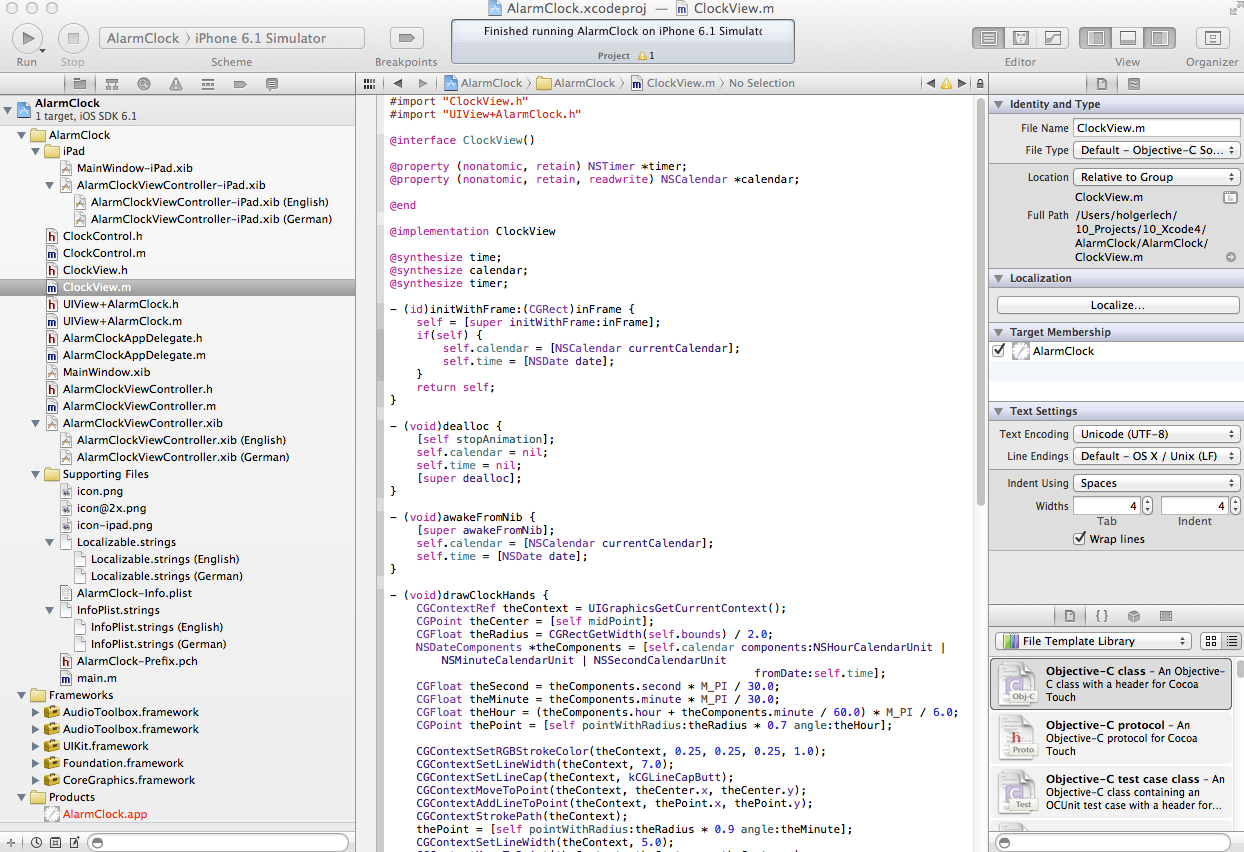 AlarmClock.xcodeproj — ClockView.m
Run
Stop
AlarmClock 〉 iPhone 6.1 Simulator
Scheme
Breakpoints
Finished running AlarmClock on iPhone 6.1 Simulator
Project 1
Editor
View
Organizer
AlarmClock
1 target, iOS SDK 6.1
AlarmClock
iPad
MainWindow-iPad.xib
AlarmClockViewController-iPad.xib
AlarmClockViewController-iPad.xib (English)
AlarmClockViewController-iPad.xib (German)
ClockControl.h
ClockControl.m
ClockView.h
ClockView.m
UIView+AlarmClock.h
UIView+AlarmClock.m
AlarmClockAppDelegate.h
AlarmClockAppDelegate.m
MainWindow.xib
AlarmClockViewController.h
AlarmClockViewController.m
AlarmClockViewController.xib
AlarmClockViewController.xib (English)
AlarmClockViewController.xib (German)
Supporting Files
icon.png
icon@2x.png
icon-ipad.png
Localizable.strings
Localizable.strings (English)
Localizable.strings (German)
AlarmClock-Info.plist
InfoPlist.strings
InfoPlist.strings (English)
InfoPlist.strings (German)
AlarmClock-Prefix.pch
main.m
Frameworks
AudioToolbox.framework
AudioToolbox.framework
UIKit.framework
Foundation.framework
CoreGraphics.framework
Products
AlarmClock.app
AlarmClock 〉 AlarmClock 〉 ClockView.m 〉 No Selection
#import "ClockView.h"
#import "UIView+AlarmClock.h"
@interface ClockView()
@property (nonatomic, retain) NSTimer *timer;
@property (nonatomic, retain, readwrite) NSCalendar *calendar;
@end
@implementation ClockView
@synthesize time;
@synthesize calendar;
@synthesize timer;
- (id)initWithFrame:(CGRect)inFrame {
self = [super initWithFrame:inFrame];
if(self) {
self.calendar = [NSCalendar currentCalendar];
self.time = [NSDate date];
}
return self;
}
- (void)dealloc {
[self stopAnimation];
self.calendar = nil;
self.time = nil;
[super dealloc];
}
- (void)awakeFromNib {
[super awakeFromNib];
self.calendar = [NSCalendar currentCalendar];
self.time = [NSDate date];
}
- (void)drawClockHands {
CGContextRef theContext = UIGraphicsGetCurrentContext();
CGPoint theCenter = [self midPoint];
CGFloat theRadius = CGRectGetWidth(self.bounds) / 2.0;
NSDateComponents *theComponents = [self.calendar components:NSHourCalendarUnit |
NSMinuteCalendarUnit | NSSecondCalendarUnit
fromDate:self.time];
CGFloat theSecond = theComponents.second * M_PI / 30.0;
CGFloat theMinute = theComponents.minute * M_PI / 30.0;
CGFloat theHour = (theComponents.hour + theComponents.minute / 60.0) * M_PI / 6.0;
CGPoint thePoint = [self pointWithRadius:theRadius * 0.7 angle:theHour];
CGContextSetRGBStrokeColor(theContext, 0.25, 0.25, 0.25, 1.0);
CGContextSetLineWidth(theContext, 7.0);
CGContextSetLineCap(theContext, kCGLineCapButt);
CGContextMoveToPoint(theContext, theCenter.x, theCenter.y);
CGContextAddLineToPoint(theContext, thePoint.x, thePoint.y);
CGContextStrokePath(theContext);
thePoint = [self pointWithRadius:theRadius * 0.9 angle:theMinute];
CGContextSetLineWidth(theContext, 5.0);
Identity and Type
File Name ClockView.m
File Type Default - Objective-C So...
Location Relative to Group
ClockView.m
Full Path /Users/holgerlech/
10_Projects/10_Xcode4/
AlarmClock/AlarmClock/
ClockView.m
Localization
Localize...
Target Membership
AlarmClock
Text Settings
Text Encoding Unicode (UTF-8)
Line Endings Default - OS X / Unix (LF)
Indent Using Spaces
Widths 4 4
Tab Indent
Wrap lines
{ }
File Template Library
Obj-C
Objective-C class - An Objective-
C class with a header for Cocoa
Touch
h
Proto
Objective-C protocol - An
Objective-C protocol for Cocoa
Touch
Test
Objective-C test case class - An
Objective-C class containing an
OCUnit test case with a header for...